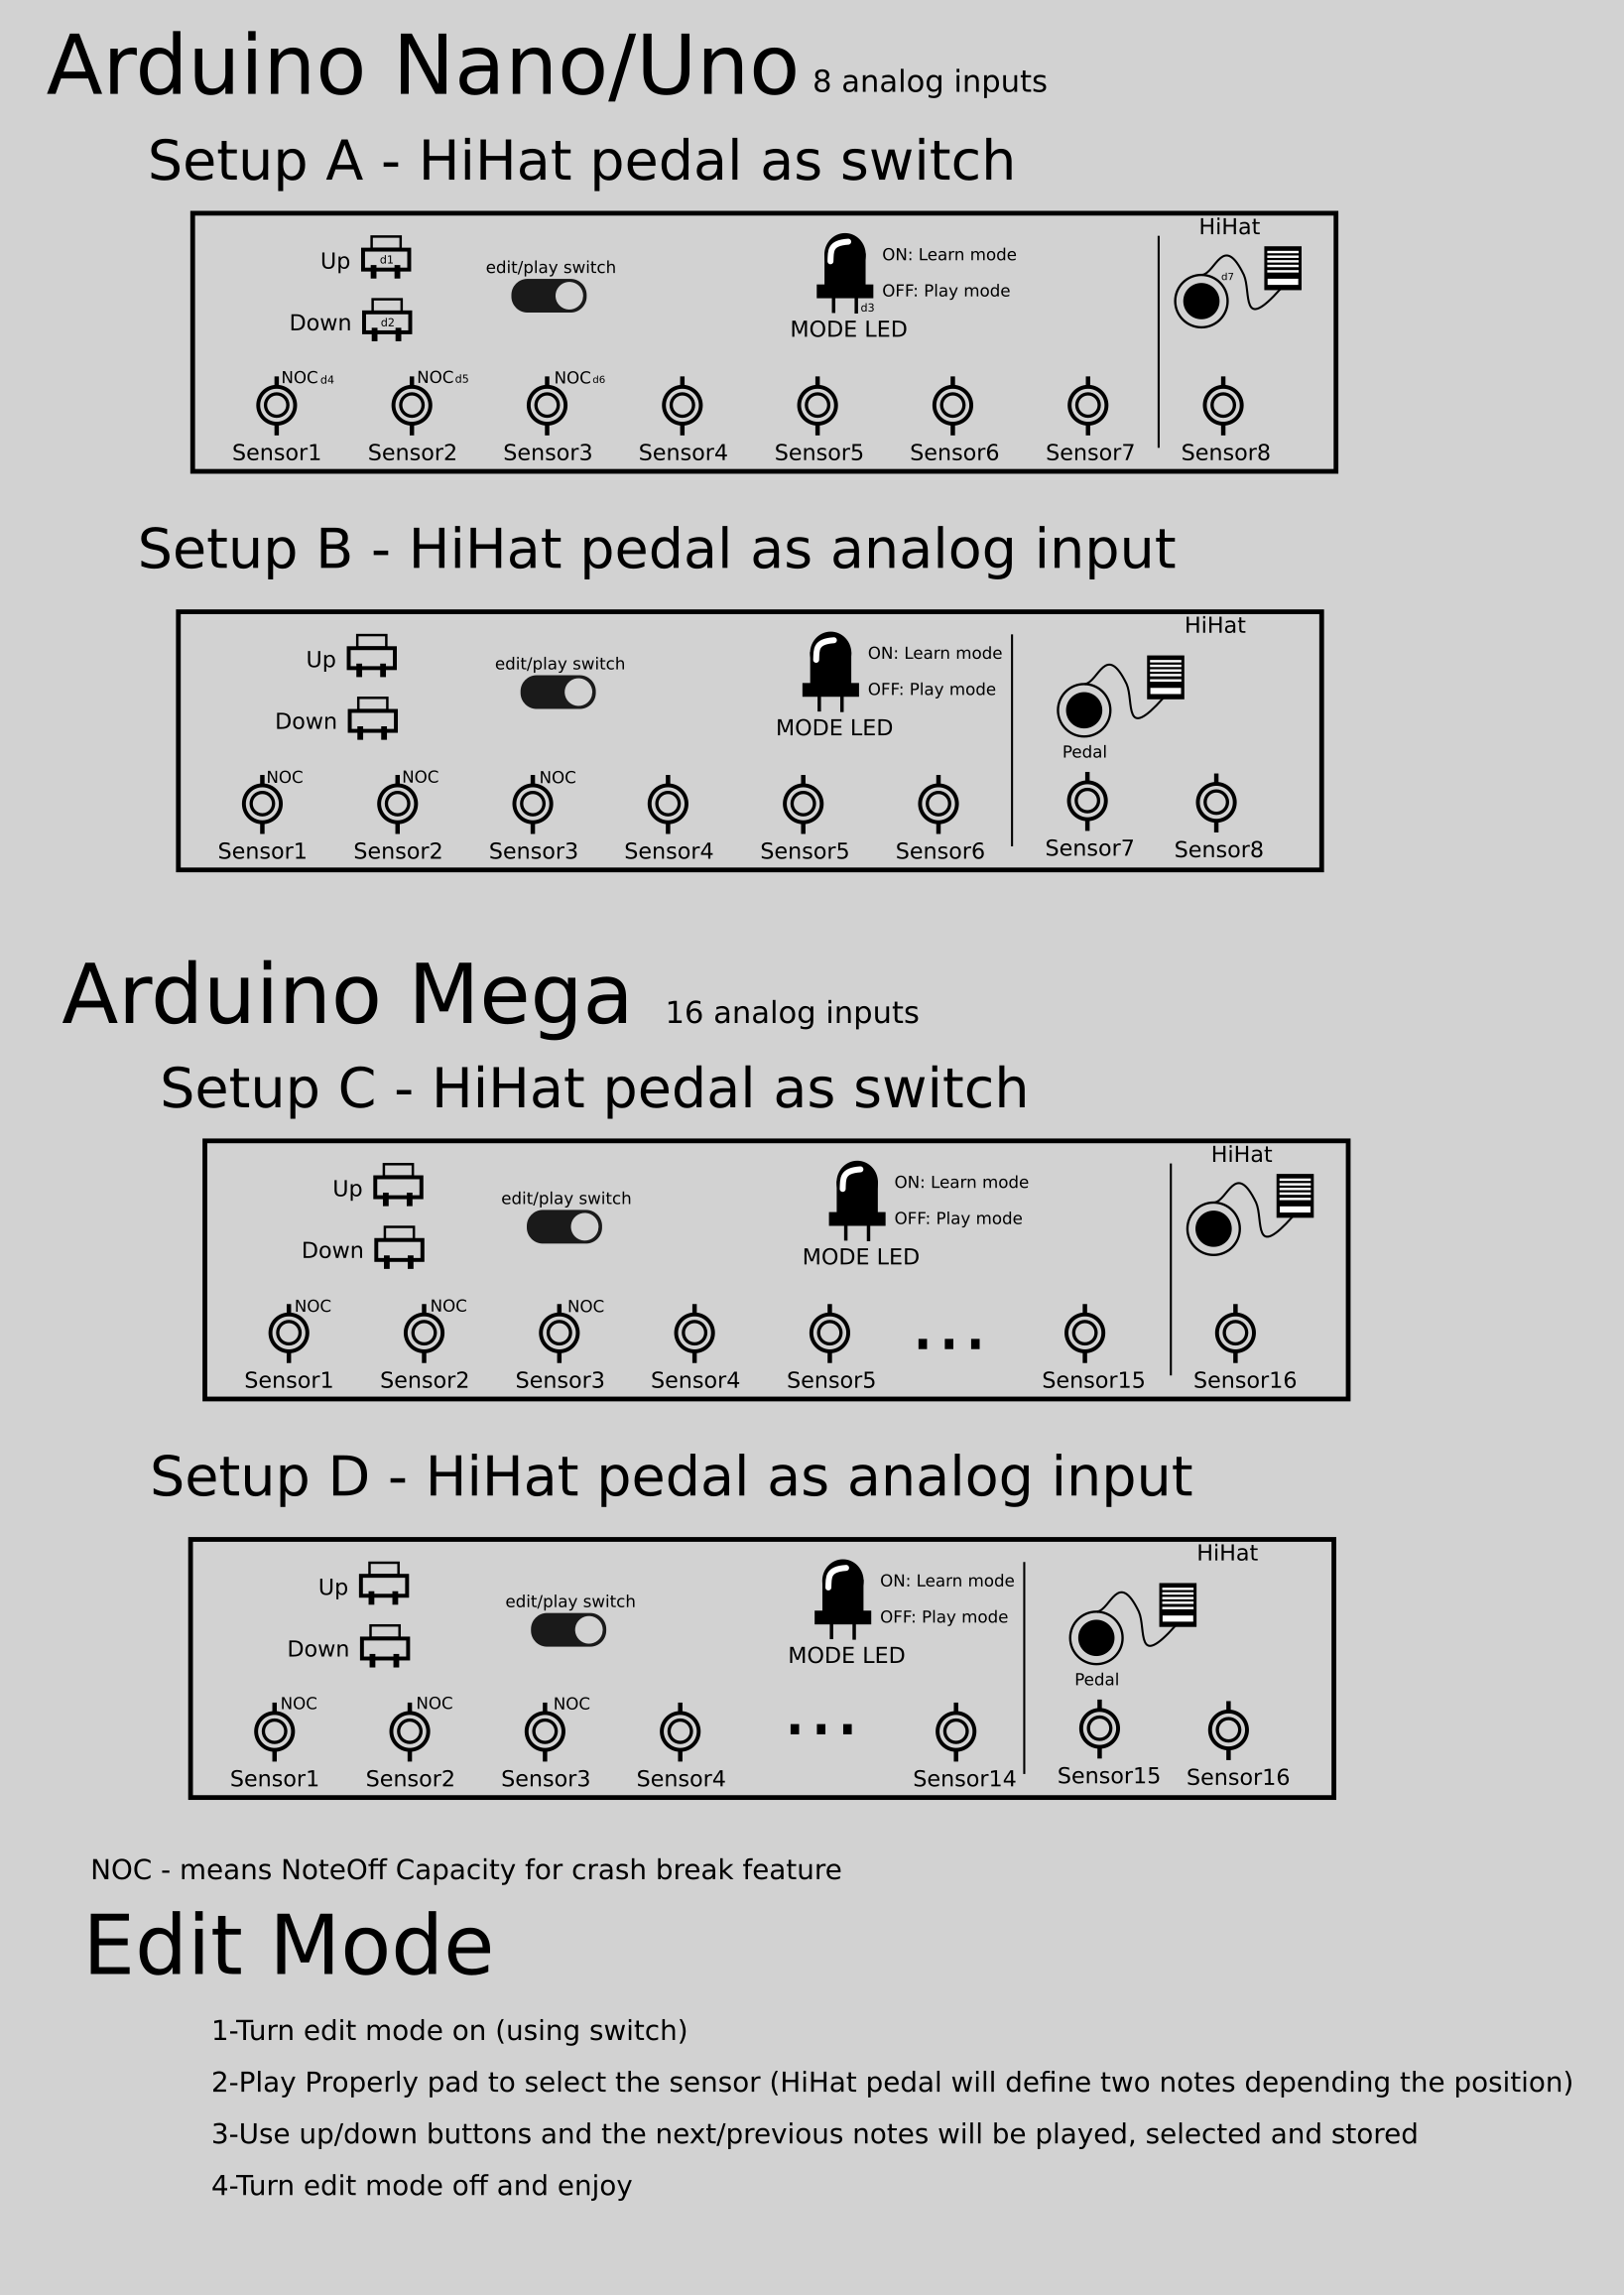 Arduino Nano/Uno 8 analog inputs
Setup A - HiHat pedal as switch
HiHat
Up d1
edit/play switch
ON: Learn mode
OFF: Play mode
d3
MODE LED
d7
Down d2
NOC d4
NOC d5
NOC d6
Sensor1 Sensor2 Sensor3 Sensor4 Sensor5 Sensor6 Sensor7 Sensor8
Setup B - HiHat pedal as analog input
HiHat
Up
edit/play switch
ON: Learn mode
OFF: Play mode
MODE LED
Down
Pedal
NOC NOC NOC
Sensor1 Sensor2 Sensor3 Sensor4 Sensor5 Sensor6 Sensor7 Sensor8
Arduino Mega 16 analog inputs
Setup C - HiHat pedal as switch
HiHat
Up
edit/play switch
ON: Learn mode
OFF: Play mode
MODE LED
Down
NOC NOC NOC
...
Sensor1 Sensor2 Sensor3 Sensor4 Sensor5 Sensor15 Sensor16
Setup D - HiHat pedal as analog input
HiHat
Up
edit/play switch
ON: Learn mode
OFF: Play mode
MODE LED
Down
Pedal
NOC NOC NOC
...
Sensor1 Sensor2 Sensor3 Sensor4 Sensor14 Sensor15 Sensor16
NOC - means NoteOff Capacity for crash break feature
Edit Mode
1-Turn edit mode on (using switch)
2-Play Properly pad to select the sensor (HiHat pedal will define two notes depending the position)
3-Use up/down buttons and the next/previous notes will be played, selected and stored
4-Turn edit mode off and enjoy